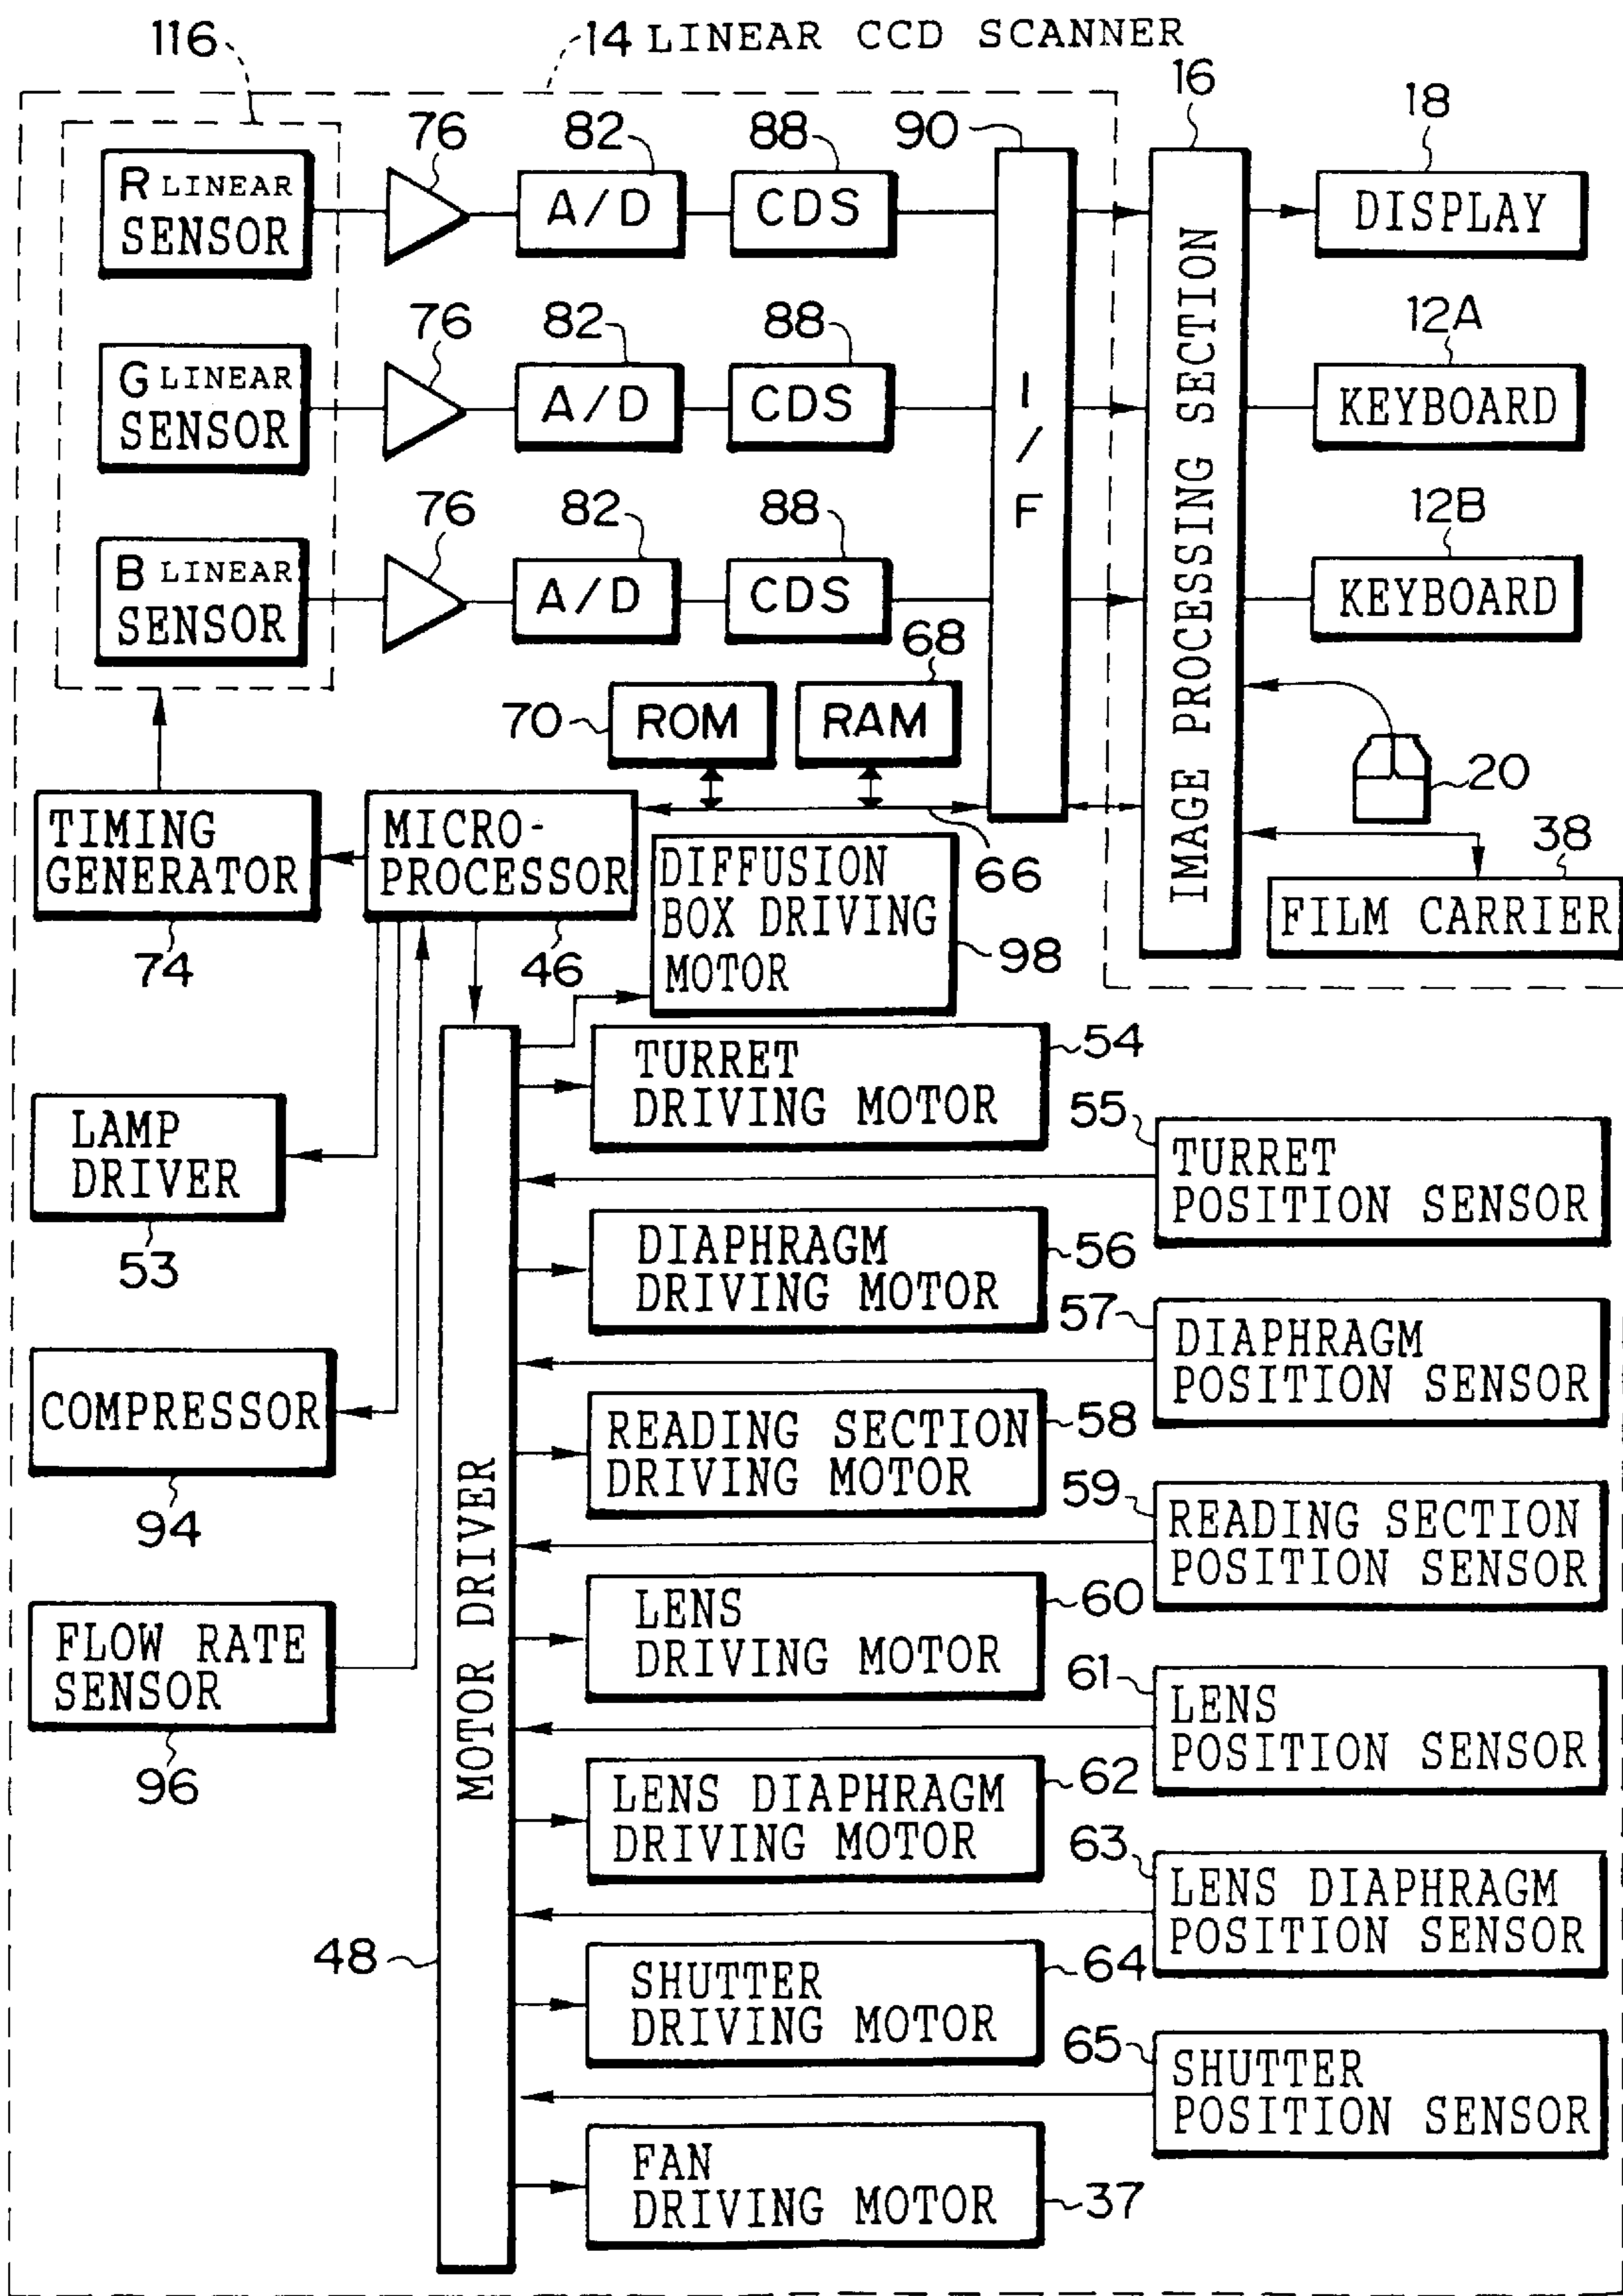 116
14 LINEAR CCD SCANNER
16
18
76
82
88
90
R LINEAR
SENSOR
A/D
CDS
DISPLAY
76
82
88
12A
G LINEAR
SENSOR
A/D
CDS
KEYBOARD
I/F
IMAGE PROCESSING SECTION
76
82
88
12B
B LINEAR
SENSOR
A/D
CDS
KEYBOARD
68
70
ROM
RAM
20
TIMING
GENERATOR
74
MICRO-
PROCESSOR
46
66
DIFFUSION
BOX DRIVING
MOTOR
98
38
FILM CARRIER
TURRET
DRIVING MOTOR
54
LAMP
DRIVER
53
55
TURRET
POSITION SENSOR
DIAPHRAGM
DRIVING MOTOR
56
57
DIAPHRAGM
POSITION SENSOR
COMPRESSOR
94
READING SECTION
DRIVING MOTOR
58
59
READING SECTION
POSITION SENSOR
MOTOR DRIVER
48
FLOW RATE
SENSOR
96
LENS
DRIVING MOTOR
60
61
LENS
POSITION SENSOR
LENS DIAPHRAGM
DRIVING MOTOR
62
63
LENS DIAPHRAGM
POSITION SENSOR
SHUTTER
DRIVING MOTOR
64
65
SHUTTER
POSITION SENSOR
FAN
DRIVING MOTOR
37